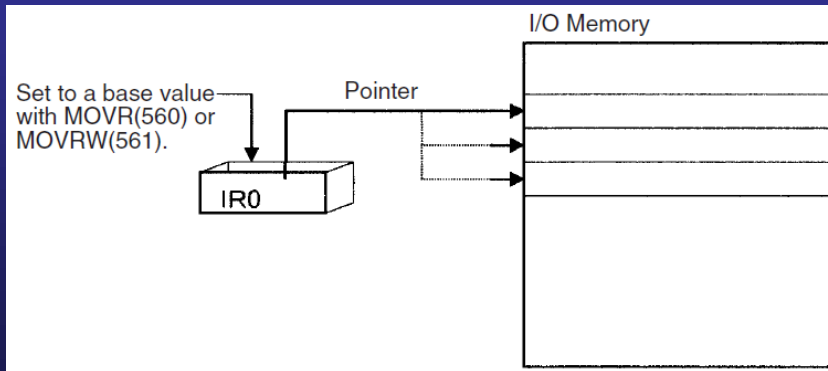 I/O Memory
Pointer
Set to a base value
with MOVR(560) or
MOVRW(561).
IR0